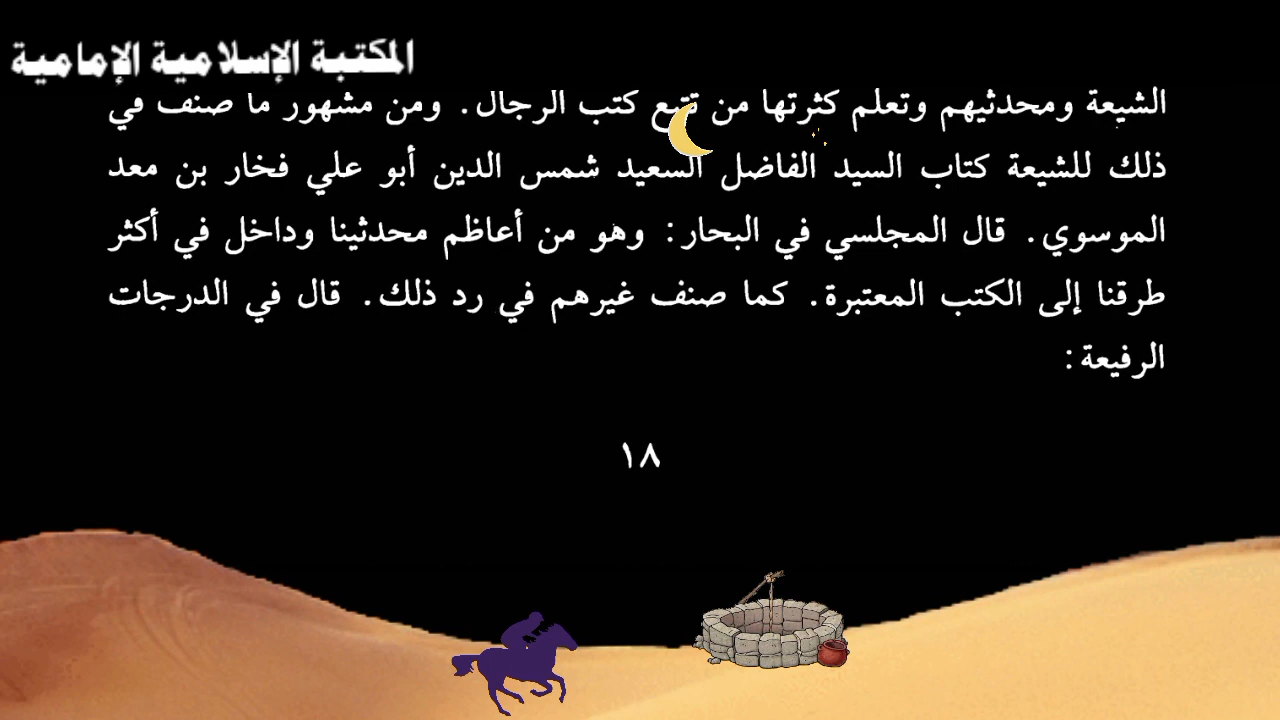 المكتبة الإسلامية الإمامية
الشيعة ومحدثيهم وتعلم كثرتها من تتبع كتب الرجال. ومن مشهور ما صنف في
ذلك للشيعة كتاب السيد الفاضل السعيد شمس الدين أبو علي فخار بن معد
الموسوي. قال المجلسي في البحار: وهو من أعاظم محدثينا وداخل في أكثر
طرقنا إلى الكتب المعتبرة. كما صنف غيرهم في رد ذلك. قال في الدرجات
الرفيعة:
١٨